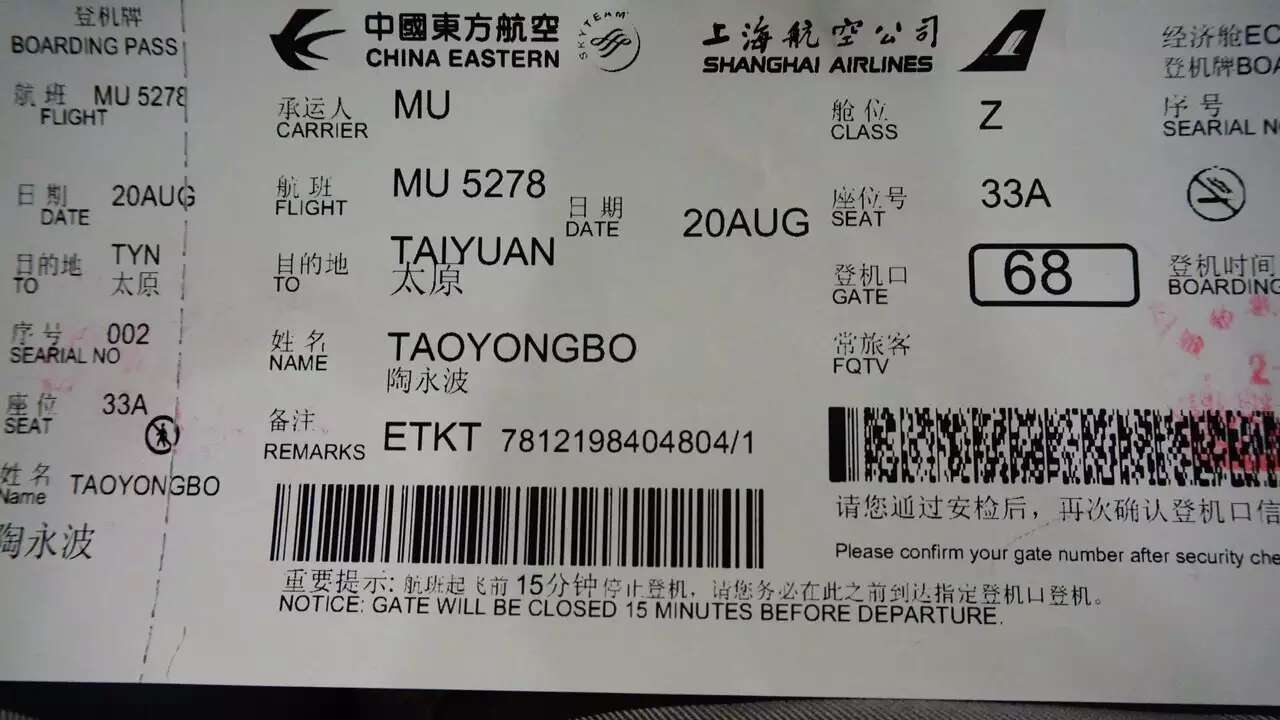 登机牌
BOARDING PASS
航班 MU 5278
FLIGHT
日期 20AUG
DATE
目的地 TYN
TO 太原
序号 002
SEARIAL NO
座位 33A
SEAT
姓名 TAOYONGBO
Name
陶永波
中國東方航空
CHINA EASTERN
SKYTEAM
上海航空公司
SHANGHAI AIRLINES
承运人 MU
CARRIER
舱位 Z
CLASS
航班 MU 5278
FLIGHT
日期 20AUG
DATE
座位号 33A
SEAT
目的地 TAIYUAN
TO 太原
登机口 68
GATE
姓名 TAOYONGBO
NAME 陶永波
常旅客
FQTV
备注
REMARKS ETKT 7812198404804/1
请您通过安检后，再次确认登机口信
Please confirm your gate number after security che
重要提示: 航班起飞前 15分钟 停止登机，请您务必在此之前到达指定登机口登机。
NOTICE: GATE WILL BE CLOSED 15 MINUTES BEFORE DEPARTURE.
经济舱EC
登机牌BOA
序号
SEARIAL N
登机时间
BOARDING